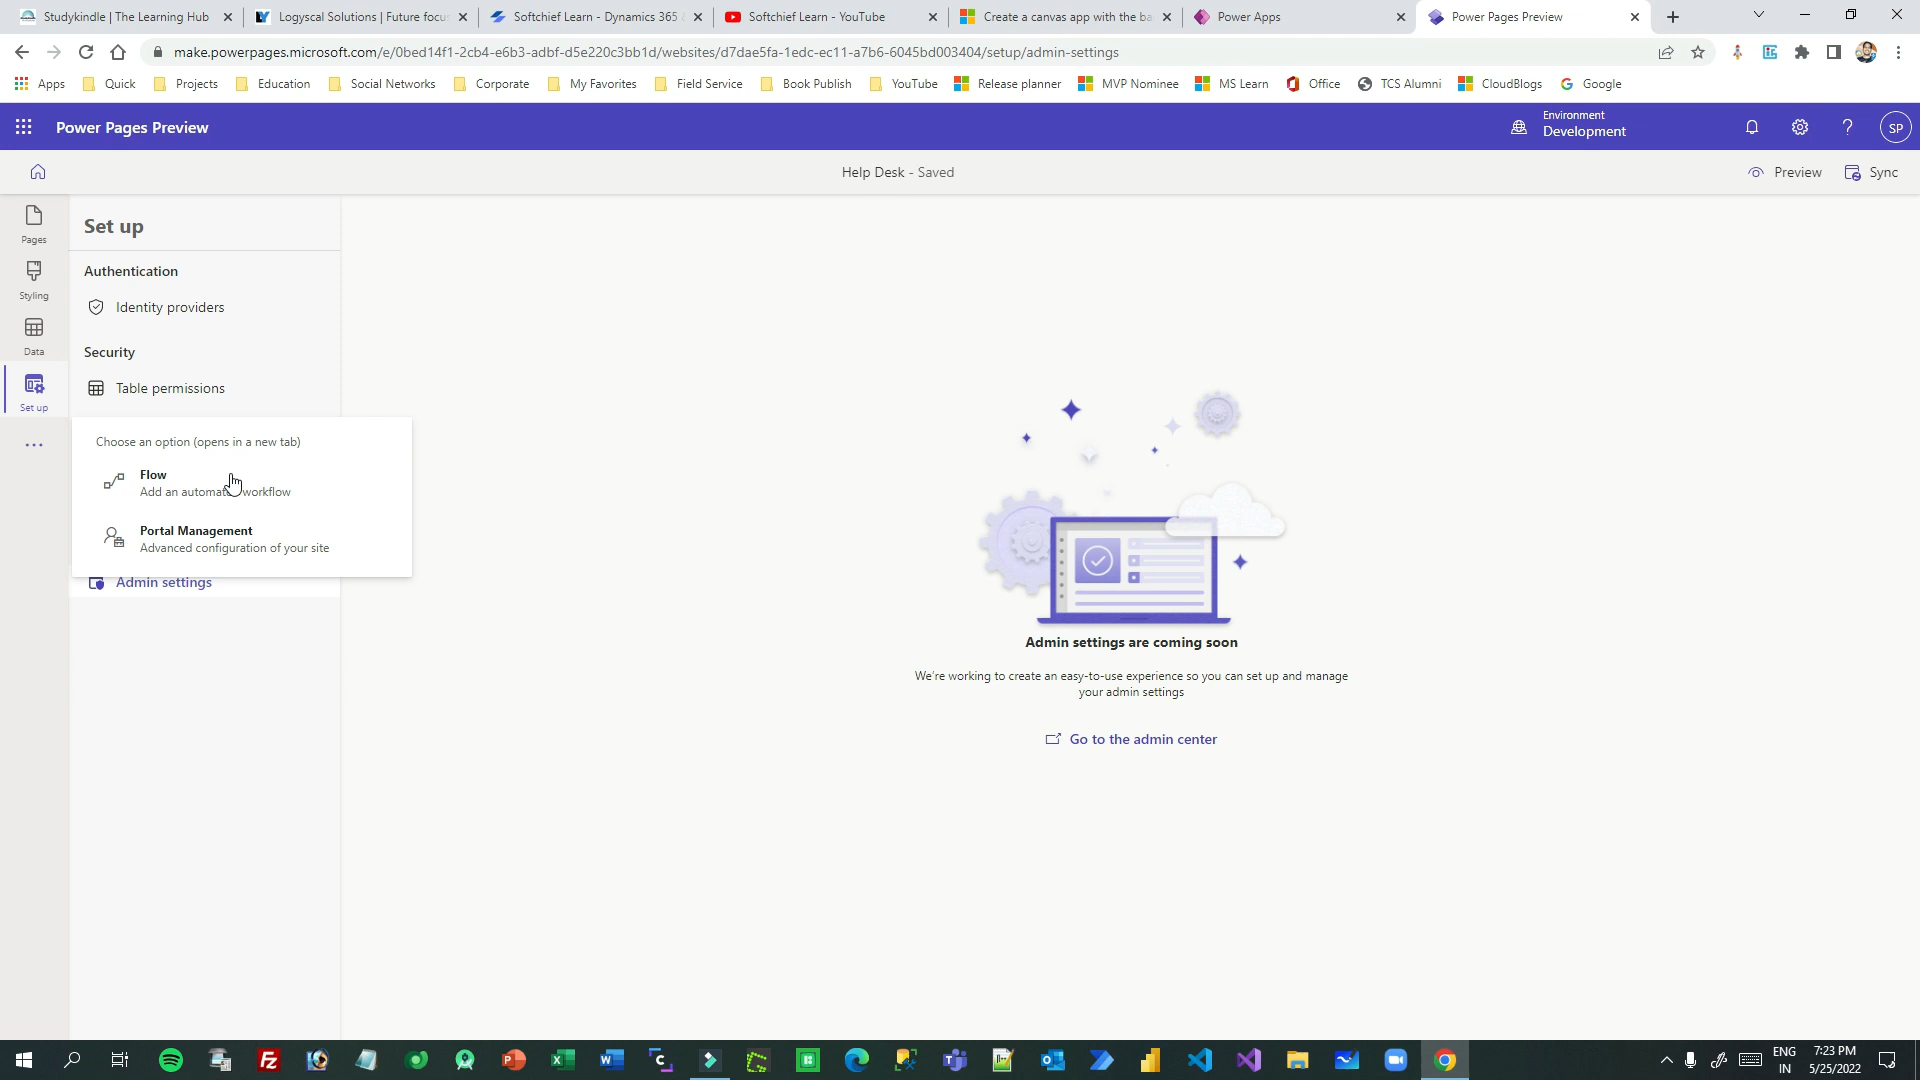 Studykindle | The Learning Hub
Logyscal Solutions | Future focu
Softchief Learn - Dynamics 365
Softchief Learn - YouTube
Create a canvas app with the ba
Power Apps
Power Pages Preview
make.powerpages.microsoft.com/e/0bed14f1-2cb4-e6b3-adbf-d5e220c3bb1d/websites/d7dae5fa-1edc-ec11-a7b6-6045bd003404/setup/admin-settings
Apps
Quick
Projects
Education
Social Networks
Corporate
My Favorites
Field Service
Book Publish
YouTube
Release planner
MVP Nominee
MS Learn
Office
TCS Alumni
CloudBlogs
Google
Power Pages Preview
Environment
Development
SP
Help Desk - Saved
Preview
Sync
Pages
Styling
Data
Set up
Set up
Authentication
Identity providers
Security
Table permissions
Choose an option (opens in a new tab)
Flow
Add an automated workflow
Portal Management
Advanced configuration of your site
Admin settings
Admin settings are coming soon
We're working to create an easy-to-use experience so you can set up and manage
your admin settings
Go to the admin center
ENG
IN
7:23 PM
5/25/2022